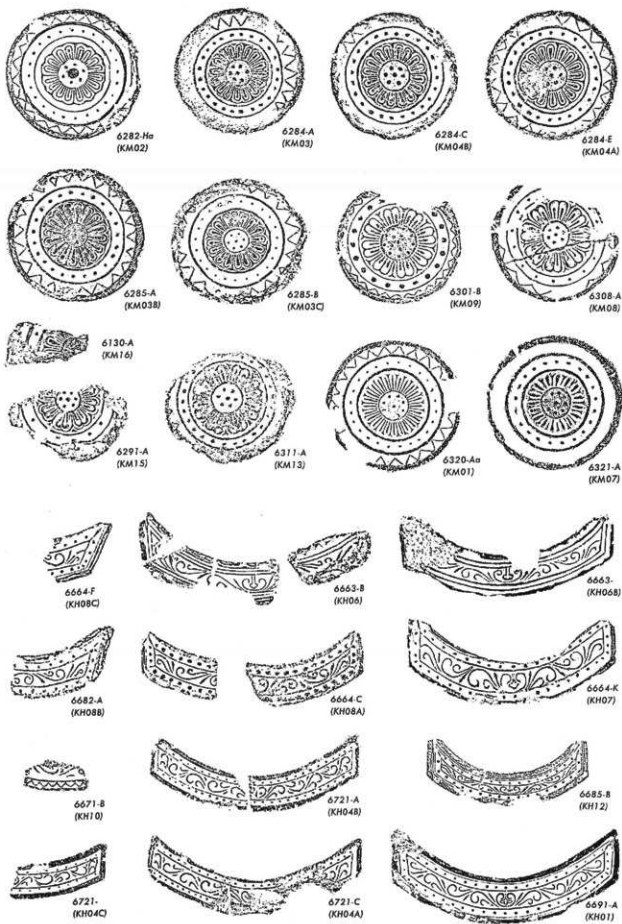 6282-Ha
(KM02)
6284-A
(KM03)
6284-C
(KM04B)
6284-E
(KM04A)
6285-A
(KM03B)
6285-B
(KM03C)
6301-B
(KM09)
6308-A
(KM08)
6130-A
(KM16)
6291-A
(KM15)
6311-A
(KM13)
6320-Aa
(KM01)
6321-A
(KM07)
6664-F
(KH08C)
6663-B
(KH06)
6663-
(KH06B)
6682-A
(KH08B)
6664-C
(KH08A)
6664-K
(KH07)
6671-B
(KH10)
6721-A
(KH04B)
6685-B
(KH12)
6721-
(KH04C)
6721-C
(KH04A)
6691-A
(KH01)